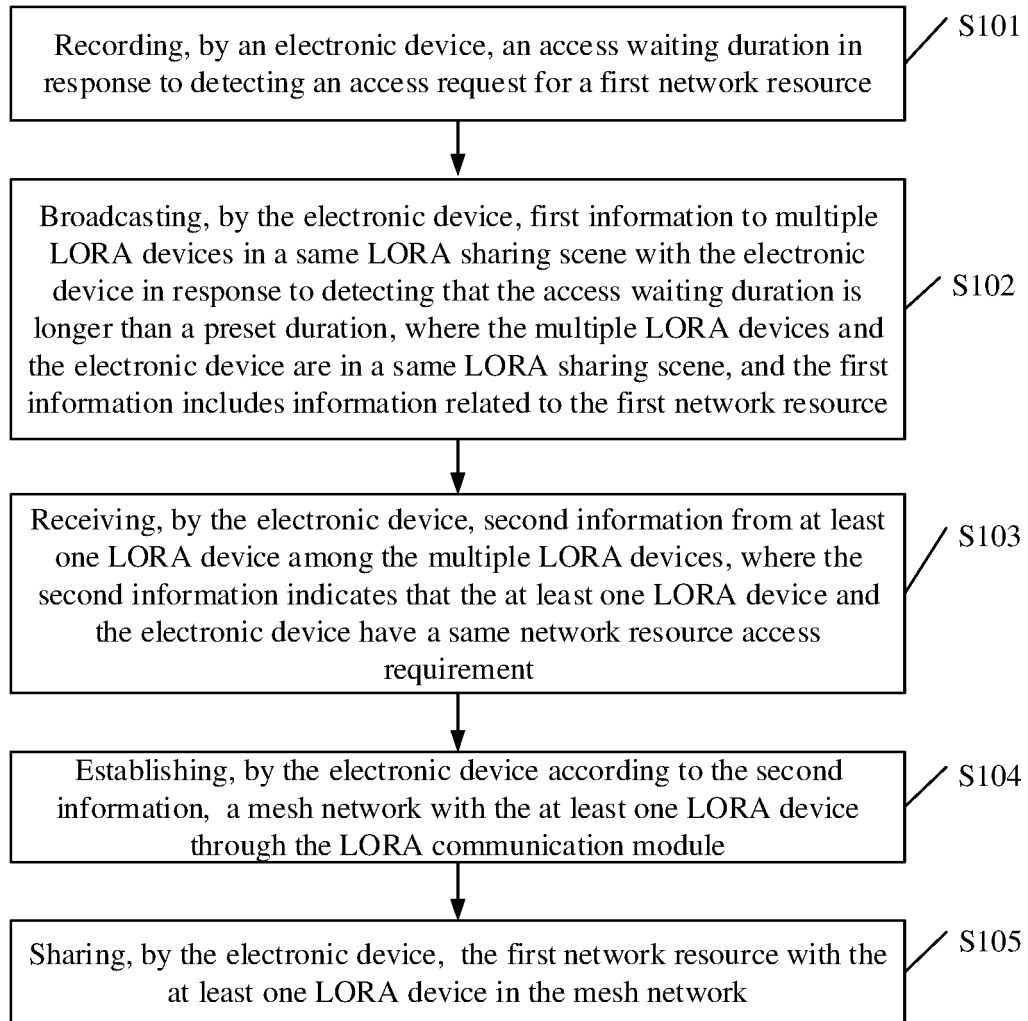 Recording, by an electronic device, an access waiting duration in
response to detecting an access request for a first network resource
S101
Broadcasting, by the electronic device, first information to multiple
LORA devices in a same LORA sharing scene with the electronic
device in response to detecting that the access waiting duration is
longer than a preset duration, where the multiple LORA devices and
the electronic device are in a same LORA sharing scene, and the first
information includes information related to the first network resource
S102
Receiving, by the electronic device, second information from at least
one LORA device among the multiple LORA devices, where the
second information indicates that the at least one LORA device and
the electronic device have a same network resource access
requirement
S103
Establishing, by the electronic device according to the second
information, a mesh network with the at least one LORA device
through the LORA communication module
S104
Sharing, by the electronic device, the first network resource with the
at least one LORA device in the mesh network
S105